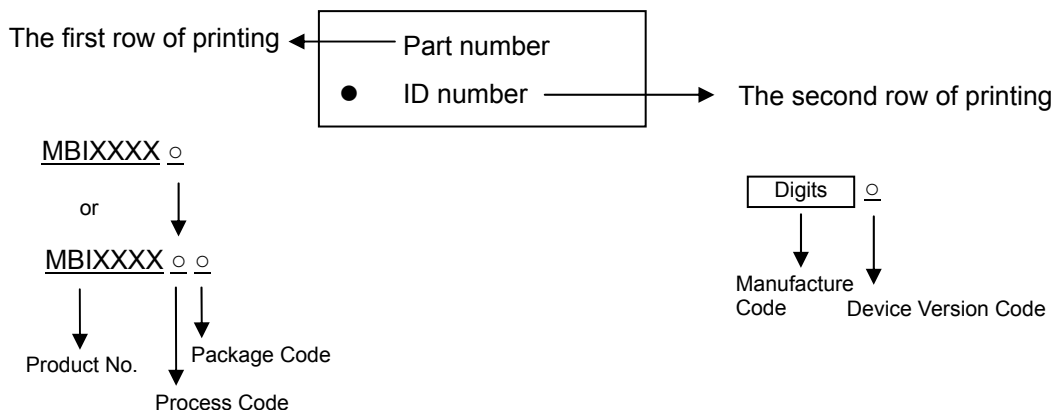 The first row of printing
Part number
● ID number
The second row of printing
MBIXXXX ○
or
MBIXXXX ○ ○
Product No.
Package Code
Process Code
Digits ○
Manufacture
Code
Device Version Code